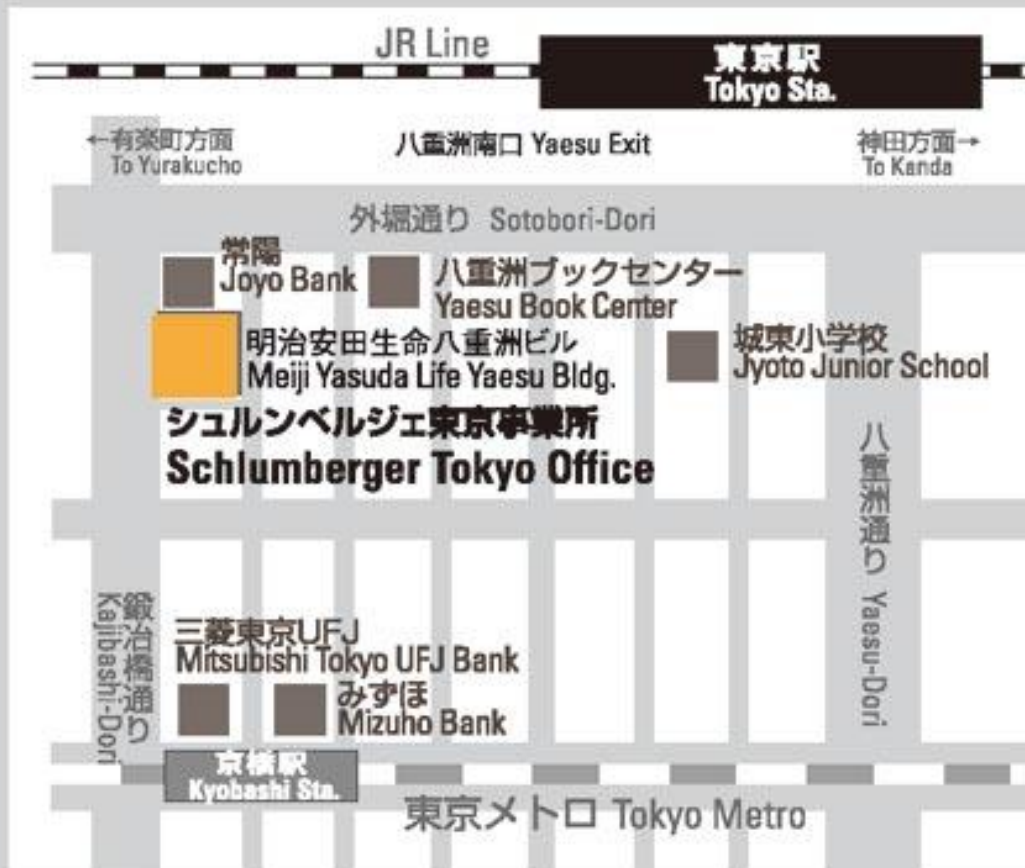 JR Line
東京駅
Tokyo Sta.
←有楽町方面
To Yurakucho
八重洲南口 Yaesu Exit
神田方面→
To Kanda
外堀通り Sotobori-Dori
常陽
Joyo Bank
八重洲ブックセンター
Yaesu Book Center
明治安田生命八重洲ビル
Meiji Yasuda Life Yaesu Bldg.
城東小学校
Jyoto Junior School
シュルンベルジェ東京事業所
Schlumberger Tokyo Office
八重洲通り Yaesu-Dori
鍛冶橋通り
Kajibashi-Dori
三菱東京UFJ
Mitsubishi Tokyo UFJ Bank
みずほ
Mizuho Bank
京橋駅
Kyobashi Sta.
東京メトロ Tokyo Metro